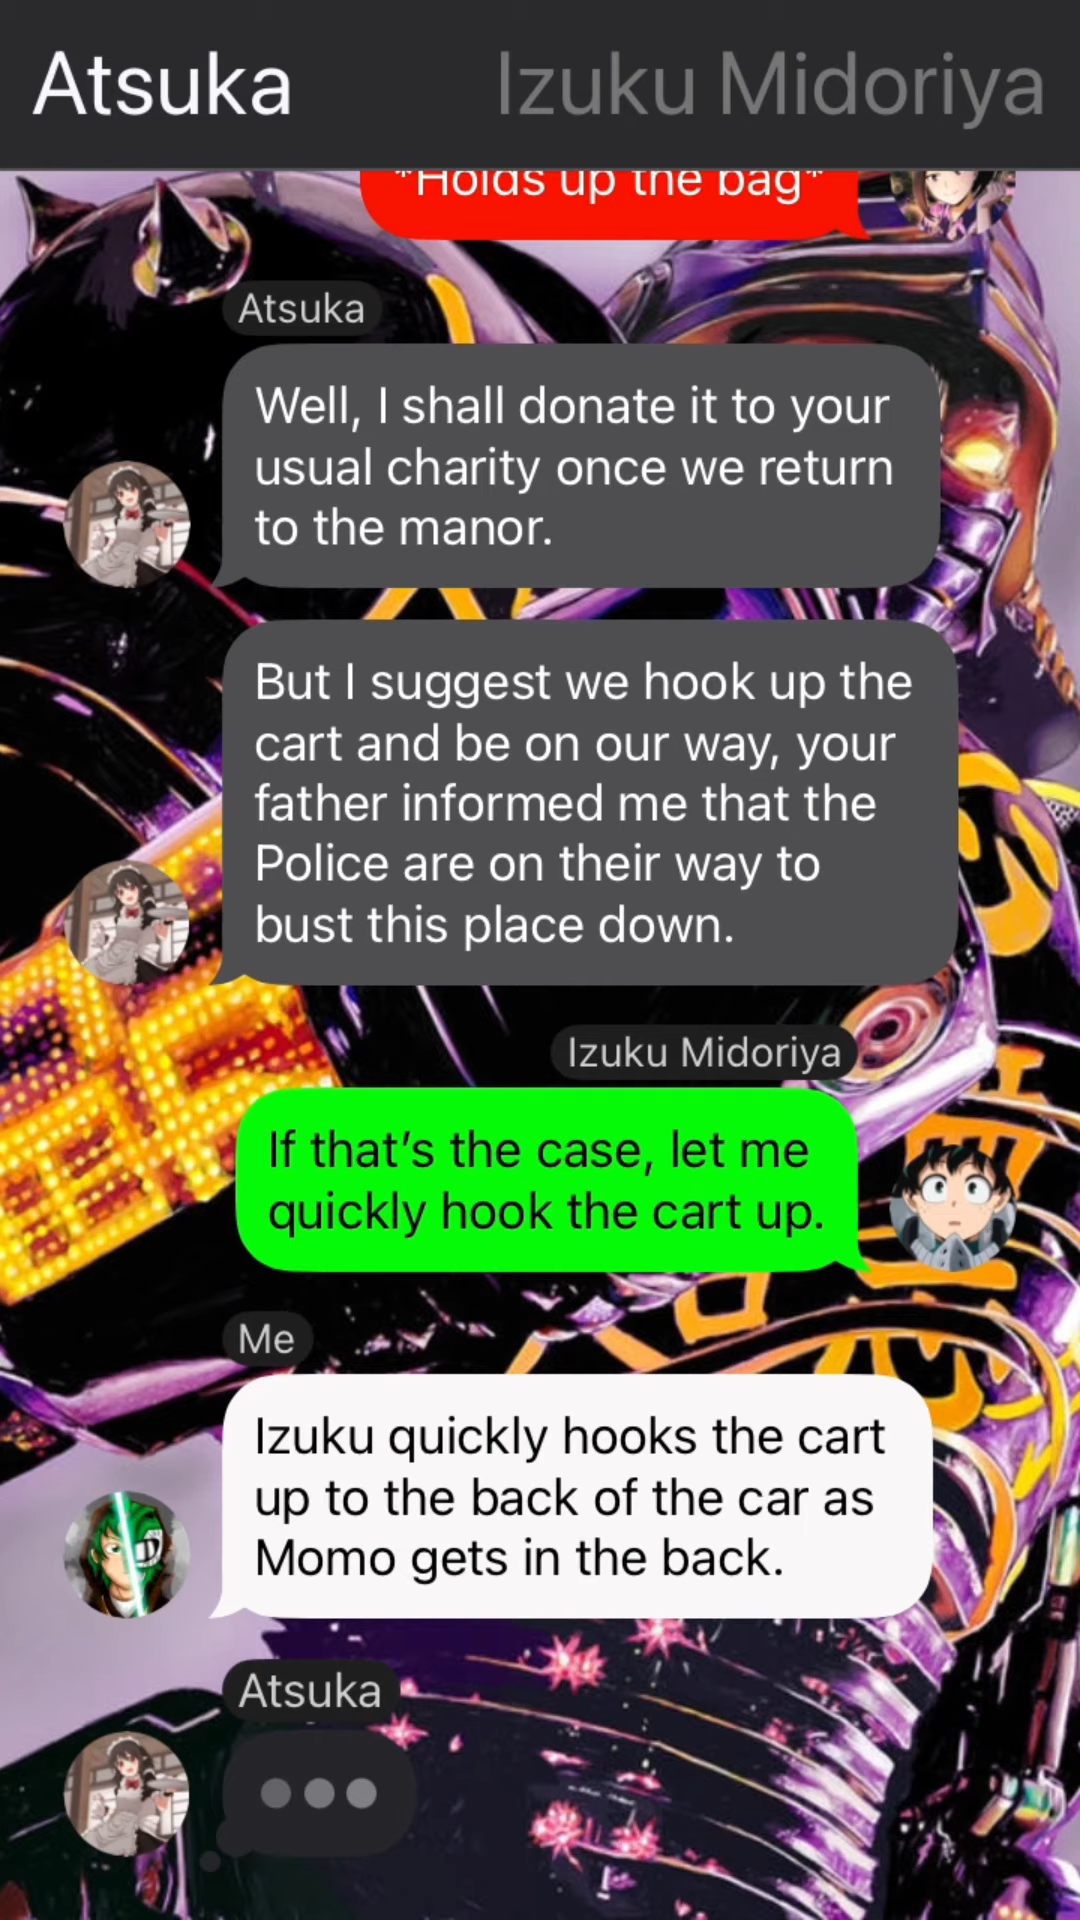 Atsuka
Izuku Midoriya
*Holds up the bag*
Atsuka
Well, I shall donate it to your
usual charity once we return
to the manor.
But I suggest we hook up the
cart and be on our way, your
father informed me that the
Police are on their way to
bust this place down.
Izuku Midoriya
If that’s the case, let me
quickly hook the cart up.
Me
Izuku quickly hooks the cart
up to the back of the car as
Momo gets in the back.
Atsuka